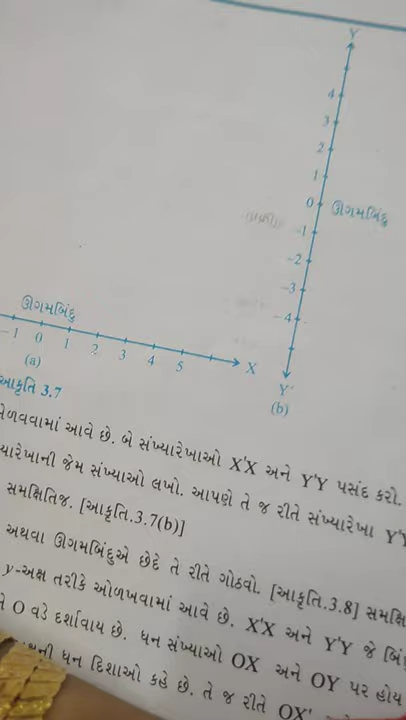 Y
4
3
2
1
0 ઊગમબિંદુ
-1
-2
-3
-4
Y'
(b)
ઊગમબિંદુ
-1 0 1 2 3 4 5 X
(a)
આકૃતિ 3.7
મેળવવામાં આવે છે. બે સંખ્યારેખાઓ X'X અને Y'Y પસંદ કરો.
સંખ્યાઓ લખો. આપણે તે જ રીતે સંખ્યારેખા Y'Y
સમક્ષિતિજ. [આકૃતિ.3.7(b)]
અથવા ઊગમબિંદુએ છેદે તે રીતે ગોઠવો. [આકૃતિ.3.8]
y-અક્ષ તરીકે ઓળખવામાં આવે છે. X'X અને Y'Y જે
O વડે દર્શાવાય છે. ધન સંખ્યાઓ OX અને OY પર હોય
ધન દિશાઓ કહે છે. તે જ રીતે OX'